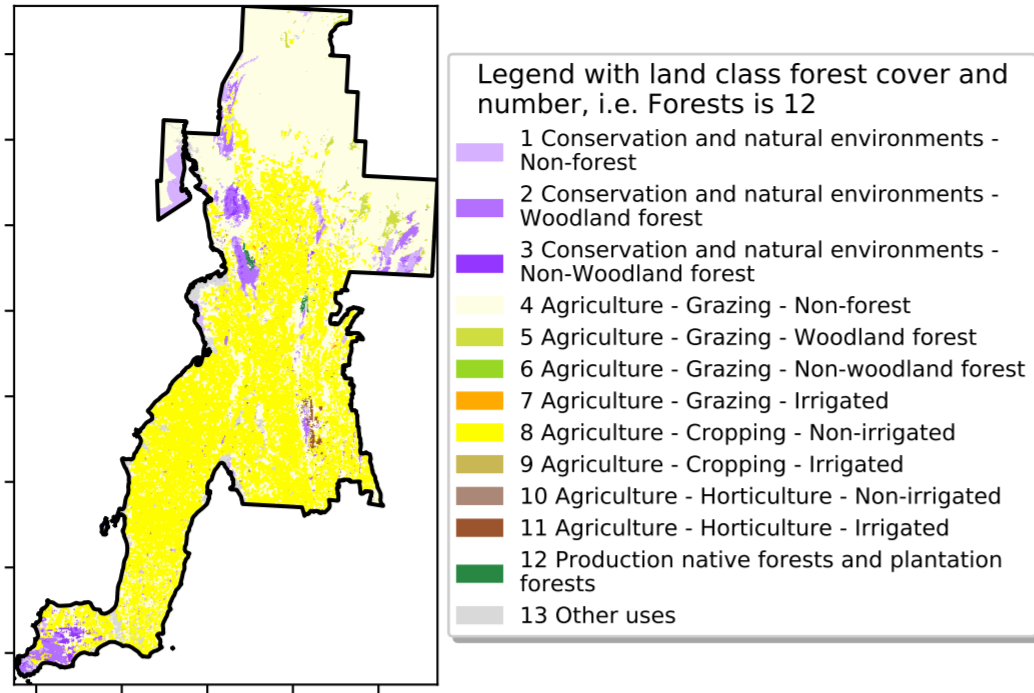 Legend with land class forest cover and
number, i.e. Forests is 12
1 Conservation and natural environments -
Non-forest
2 Conservation and natural environments -
Woodland forest
3 Conservation and natural environments -
Non-Woodland forest
4 Agriculture - Grazing - Non-forest
5 Agriculture - Grazing - Woodland forest
6 Agriculture - Grazing - Non-woodland forest
7 Agriculture - Grazing - Irrigated
8 Agriculture - Cropping - Non-irrigated
9 Agriculture - Cropping - Irrigated
10 Agriculture - Horticulture - Non-irrigated
11 Agriculture - Horticulture - Irrigated
12 Production native forests and plantation
forests
13 Other uses